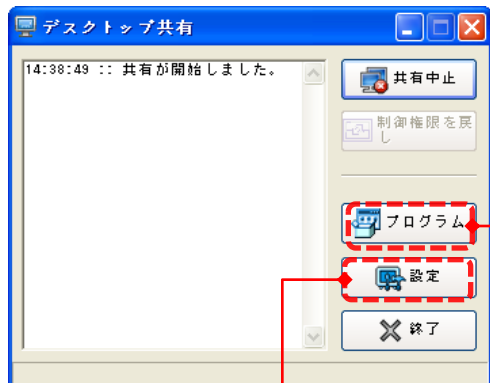 デスクトップ共有
14:38:49 :: 共有が開始しました。
共有中止
制御権限を戻
し
プログラム
設定
終了